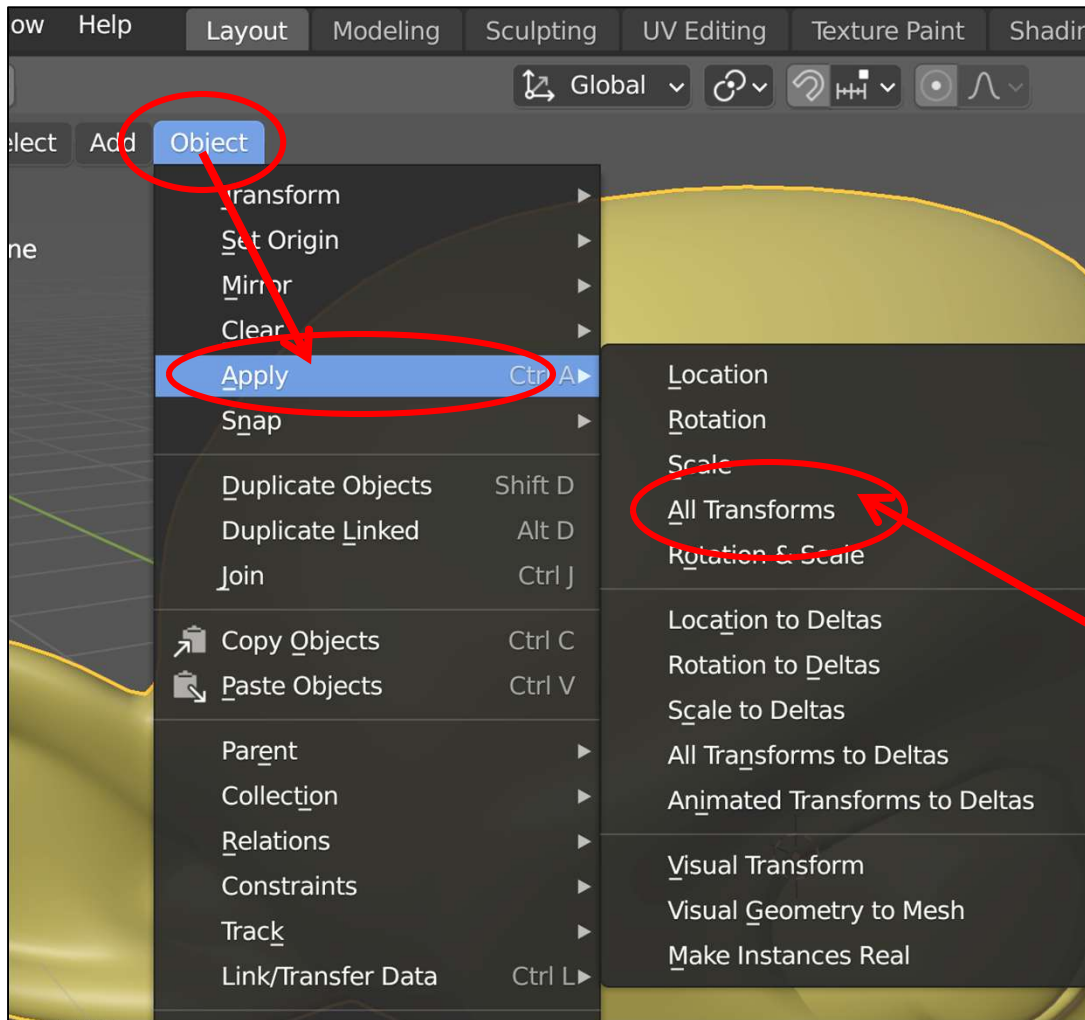 ow Help Layout Modeling Sculpting UV Editing Texture Paint Shadin
Global
elect Add Object
ne
Transform
Set Origin
Mirror
Clear
Apply Ctrl A
Snap
Duplicate Objects Shift D
Duplicate Linked Alt D
Join Ctrl J
Copy Objects Ctrl C
Paste Objects Ctrl V
Parent
Collection
Relations
Constraints
Track
Link/Transfer Data Ctrl L
Location
Rotation
Scale
All Transforms
Rotation & Scale
Location to Deltas
Rotation to Deltas
Scale to Deltas
All Transforms to Deltas
Animated Transforms to Deltas
Visual Transform
Visual Geometry to Mesh
Make Instances Real